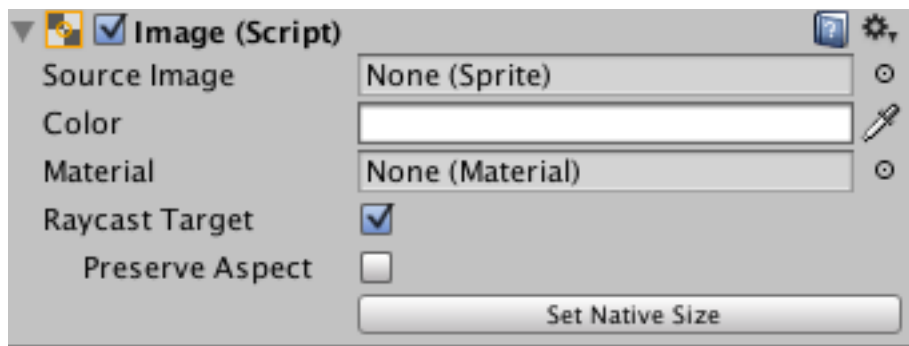 Image (Script)
Source Image None (Sprite)
Color
Material None (Material)
Raycast Target
Preserve Aspect
Set Native Size